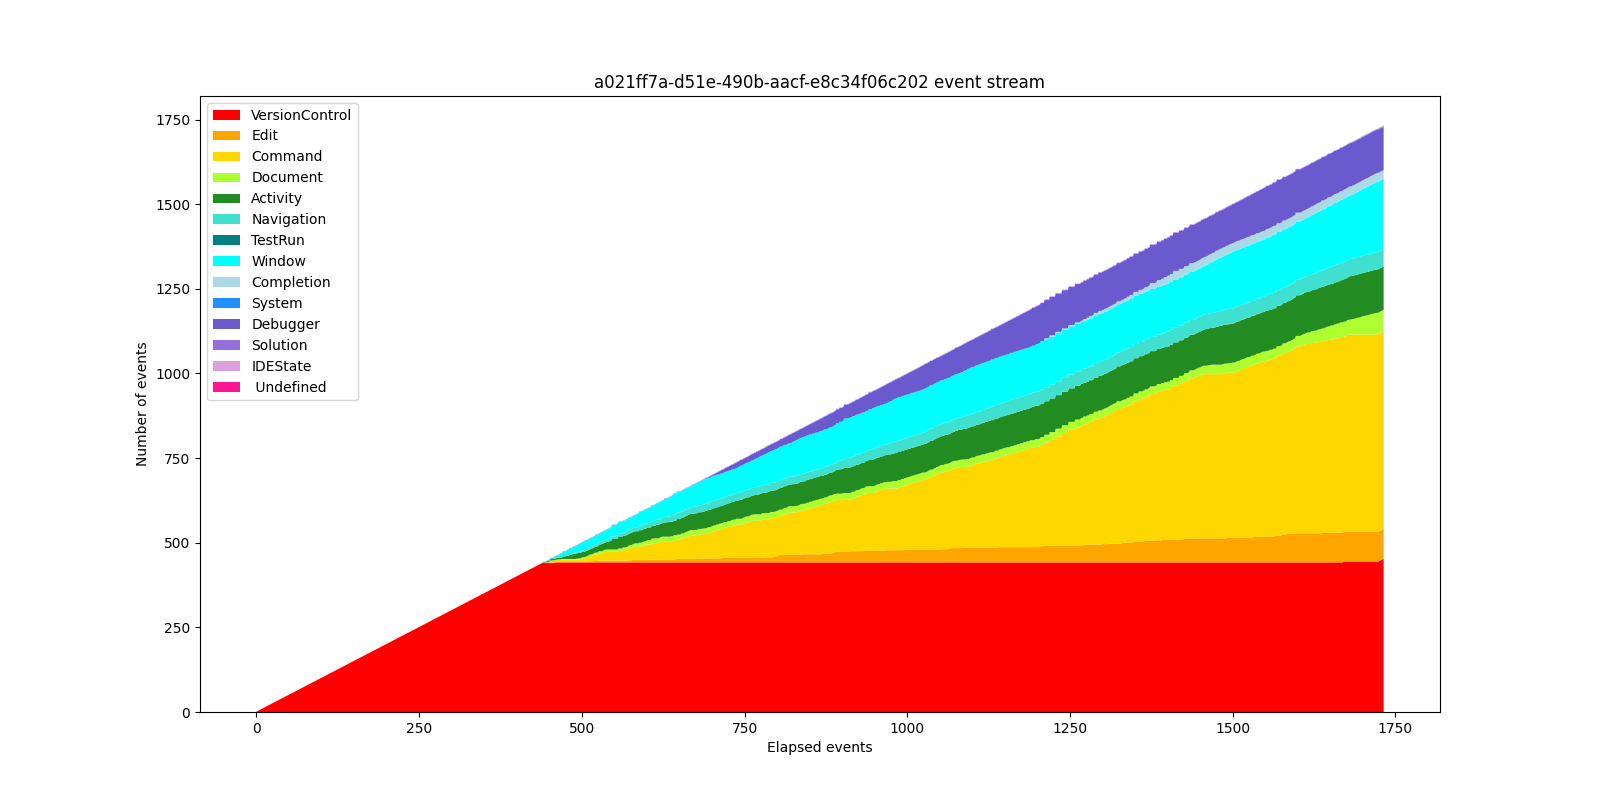 a021ff7a-d51e-490b-aacf-e8c34f06c202 event stream
VersionControl
Edit
Command
Document
Activity
Navigation
TestRun
Window
Completion
System
Debugger
Solution
IDEState
Undefined
Number of events
1750
1500
1250
1000
750
500
250
0
0 250 500 750 1000 1250 1500 1750
Elapsed events